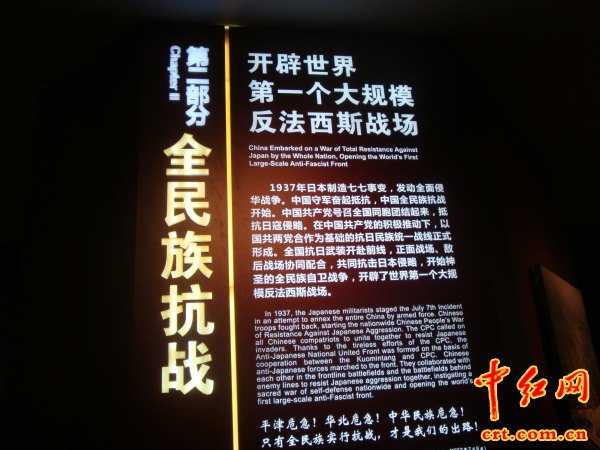 第二部分
Chapter II
全民族抗战
开辟世界
第一个大规模
反法西斯战场
China Embarked on a War of Total Resistance Against
Japan by the Whole Nation, Opening the World's First
Large-Scale Anti-Fascist Front
1937年日本制造七七事变，发动全面侵
华战争。中国守军奋起抵抗，中国全民族抗战
开始。中国共产党号召全国同胞团结起来，抵
抗日寇侵略。在中国共产党的积极推动下，以
国共两党合作为基础的抗日民族统一战线正式
形成。全国抗日武装开赴前线，正面战场、敌
后战场协同配合，共同抗击日本侵略，开始神
圣的全民族自卫战争，开辟了世界第一个大规
模反法西斯战场。
In 1937, the Japanese militarists staged the July 7th Incident
in an attempt to annex the entire China by armed force. Chinese
troops fought back, starting the nationwide Chinese People's War
of Resistance Against Japanese Aggression. The CPC called on
all Chinese compatriots to unite together to resist Japanese
invaders. Thanks to the tireless efforts of the CPC, the
Anti-Japanese National United Front was formed on the basis of
cooperation between the Kuomintang and CPC. Chinese
anti-Japanese forces marched to the front. They collaborated with
each other in the frontline battlefields and the battlefields behind
enemy lines to resist Japanese aggression together, instigating a
sacred war of self-defense nationwide and opening the world's
first large-scale anti-Fascist front.
平津危急！华北危急！中华民族危急！
只有全民族实行抗战，才是我们的出路！
中红网
crt.com.cn